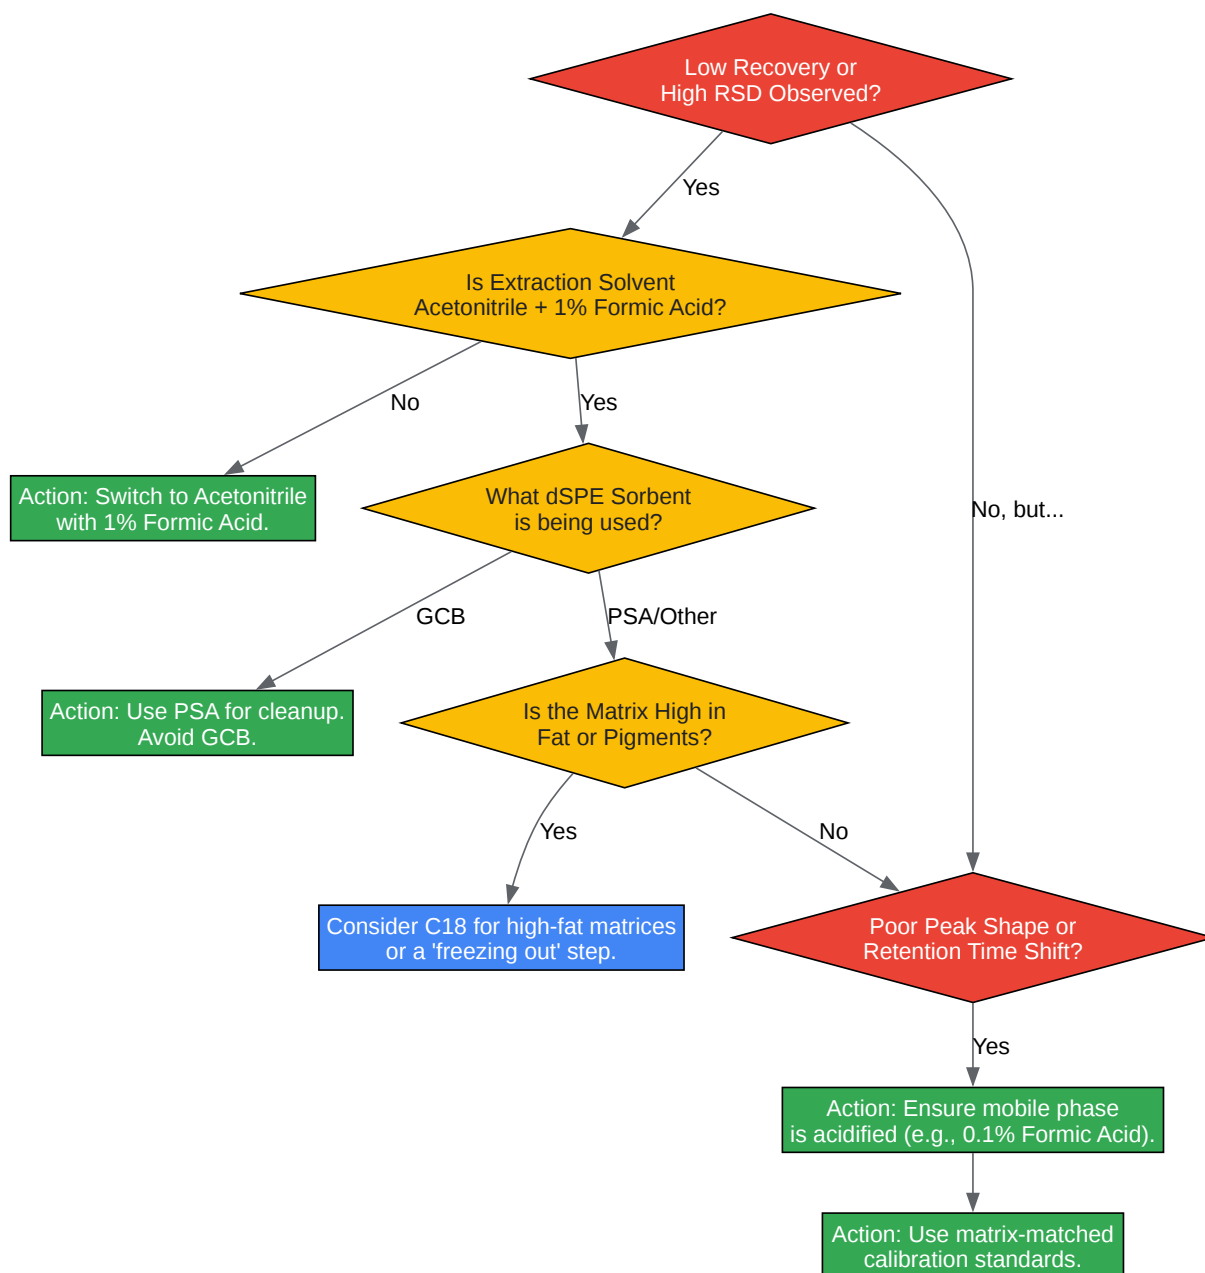 Low Recovery or
High RSD Observed?
Yes
Is Extraction Solvent
Acetonitrile + 1% Formic Acid?
No
Yes
Action: Switch to Acetonitrile
with 1% Formic Acid.
What dSPE Sorbent
is being used?
No, but...
GCB
PSA/Other
Action: Use PSA for cleanup.
Avoid GCB.
Is the Matrix High in
Fat or Pigments?
Yes
No
Consider C18 for high-fat matrices
or a 'freezing out' step.
Poor Peak Shape or
Retention Time Shift?
Yes
Action: Ensure mobile phase
is acidified (e.g., 0.1% Formic Acid).
Action: Use matrix-matched
calibration standards.